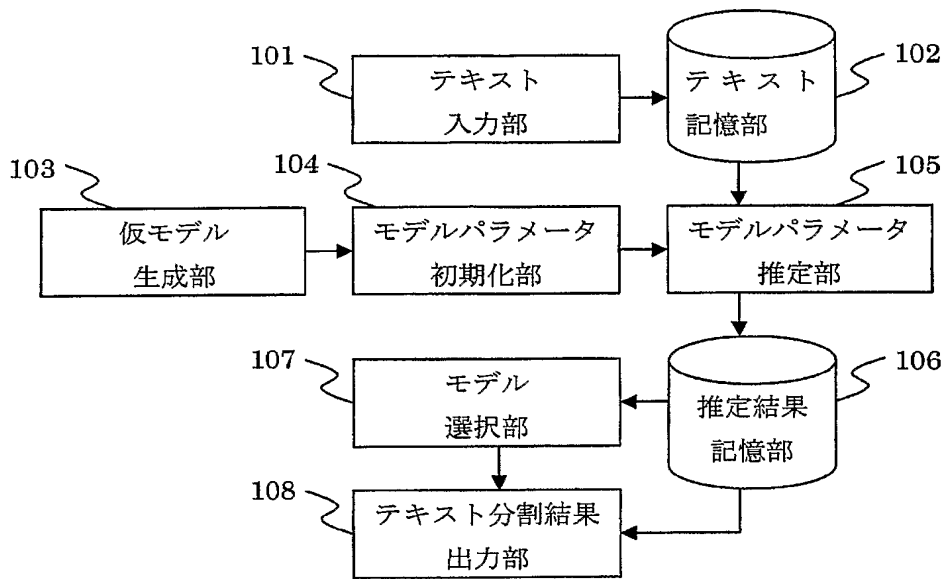 101
テキスト
入力部
テキスト
記憶部
102
103
仮モデル
生成部
104
モデルパラメータ
初期化部
105
モデルパラメータ
推定部
107
モデル
選択部
推定結果
記憶部
106
108
テキスト分割結果
出力部